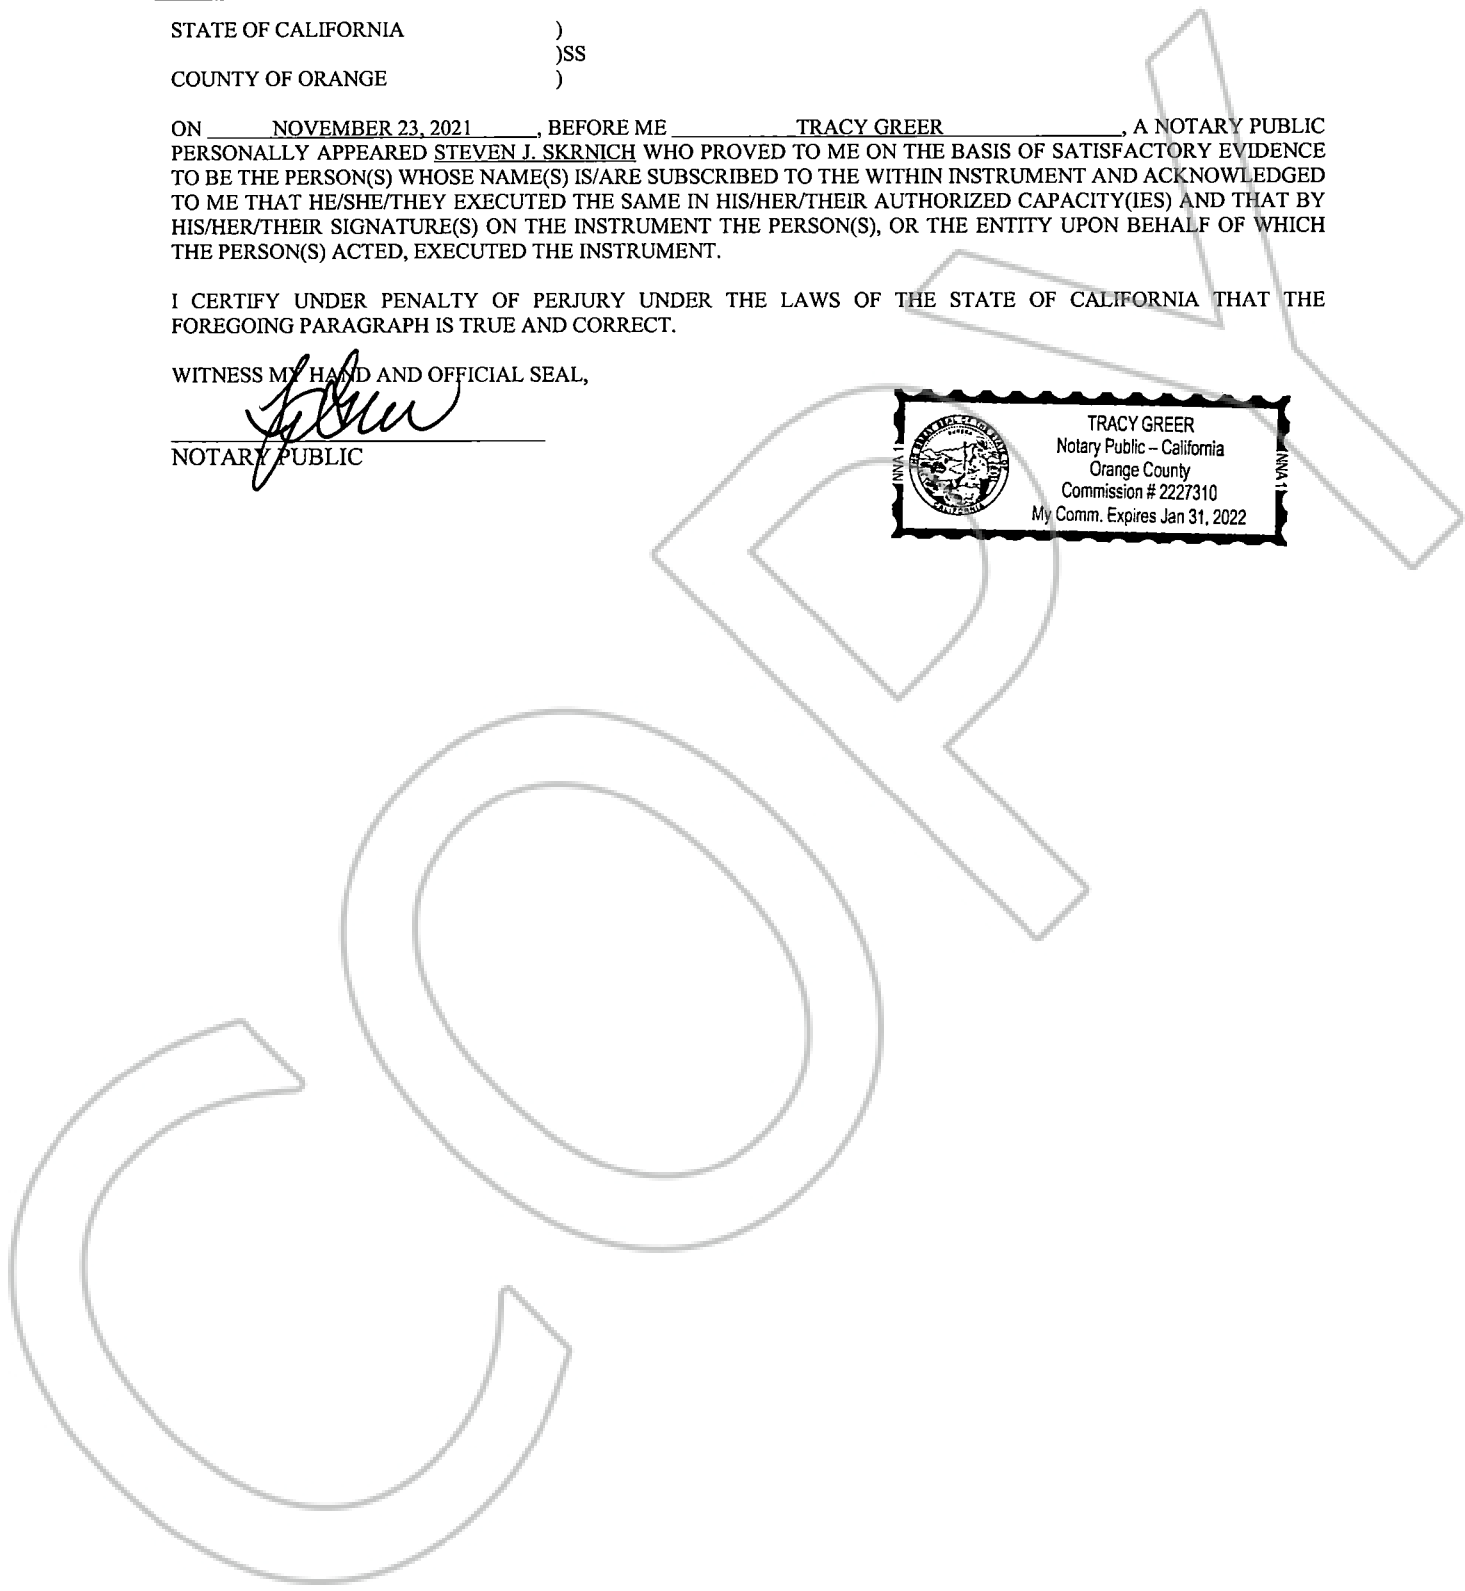 STATE OF CALIFORNIA )
)SS
COUNTY OF ORANGE )
ON NOVEMBER 23, 2021, BEFORE ME TRACY GREER, A NOTARY PUBLIC
PERSONALLY APPEARED STEVEN J. SKRNICH WHO PROVED TO ME ON THE BASIS OF SATISFACTORY EVIDENCE
TO BE THE PERSON(S) WHOSE NAME(S) IS/ARE SUBSCRIBED TO THE WITHIN INSTRUMENT AND ACKNOWLEDGED
TO ME THAT HE/SHE/THEY EXECUTED THE SAME IN HIS/HER/THEIR AUTHORIZED CAPACITY(IES) AND THAT BY
HIS/HER/THEIR SIGNATURE(S) ON THE INSTRUMENT THE PERSON(S), OR THE ENTITY UPON BEHALF OF WHICH
THE PERSON(S) ACTED, EXECUTED THE INSTRUMENT.
I CERTIFY UNDER PENALTY OF PERJURY UNDER THE LAWS OF THE STATE OF CALIFORNIA THAT THE
FOREGOING PARAGRAPH IS TRUE AND CORRECT.
WITNESS MY HAND AND OFFICIAL SEAL,
NOTARY PUBLIC
TRACY GREER
Notary Public – California
Orange County
Commission # 2227310
My Comm. Expires Jan 31, 2022
COPY